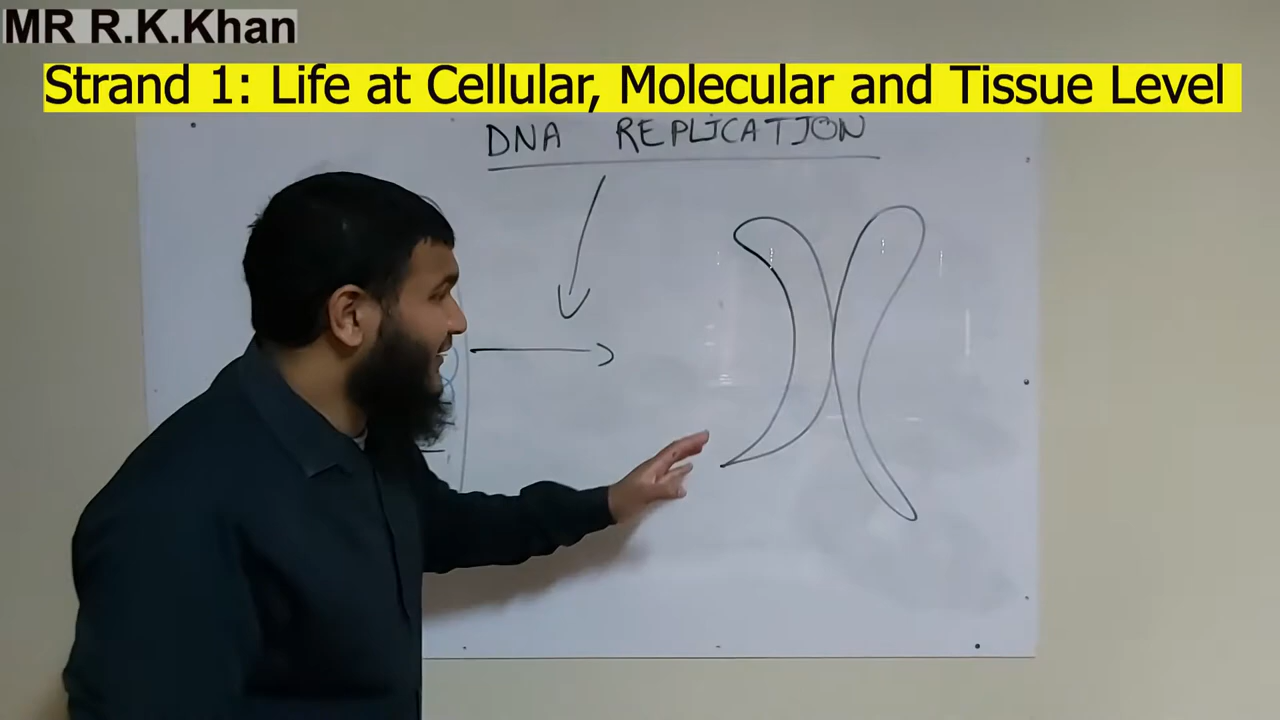 MR R.K.Khan
Strand 1: Life at Cellular, Molecular and Tissue Level
DNA REPLICATION